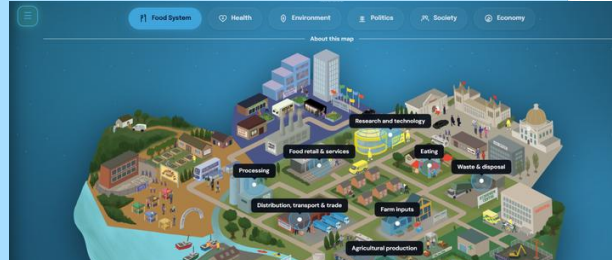 Food System
Health
Environment
Politics
Society
Economy
About this map
Research and technology
Food retail & services
Eating
Waste & disposal
Processing
Distribution, transport & trade
Farm inputs
Agricultural production